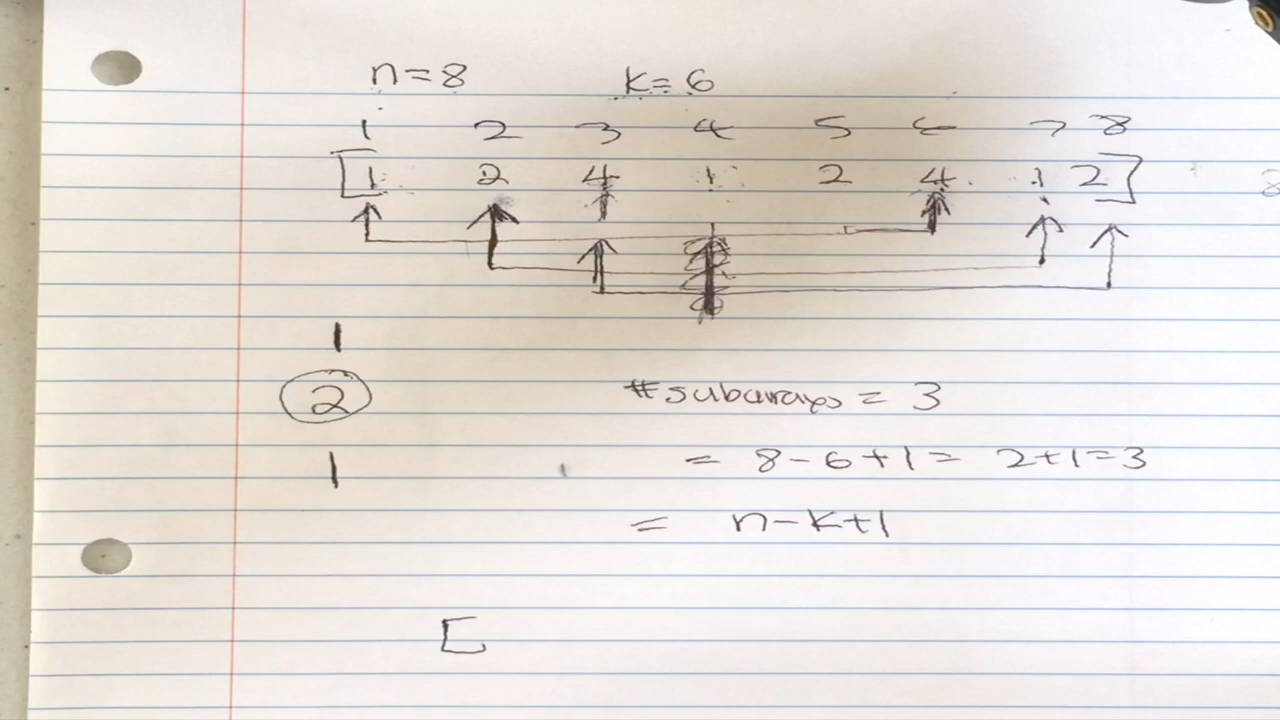 n=8 k=6
1 2 3 4 5 6 7 8
[1 2 4 1 2 4 1 2]
1
2 #subarrays = 3
1 = 8-6+1= 2+1=3
= n-k+1
[